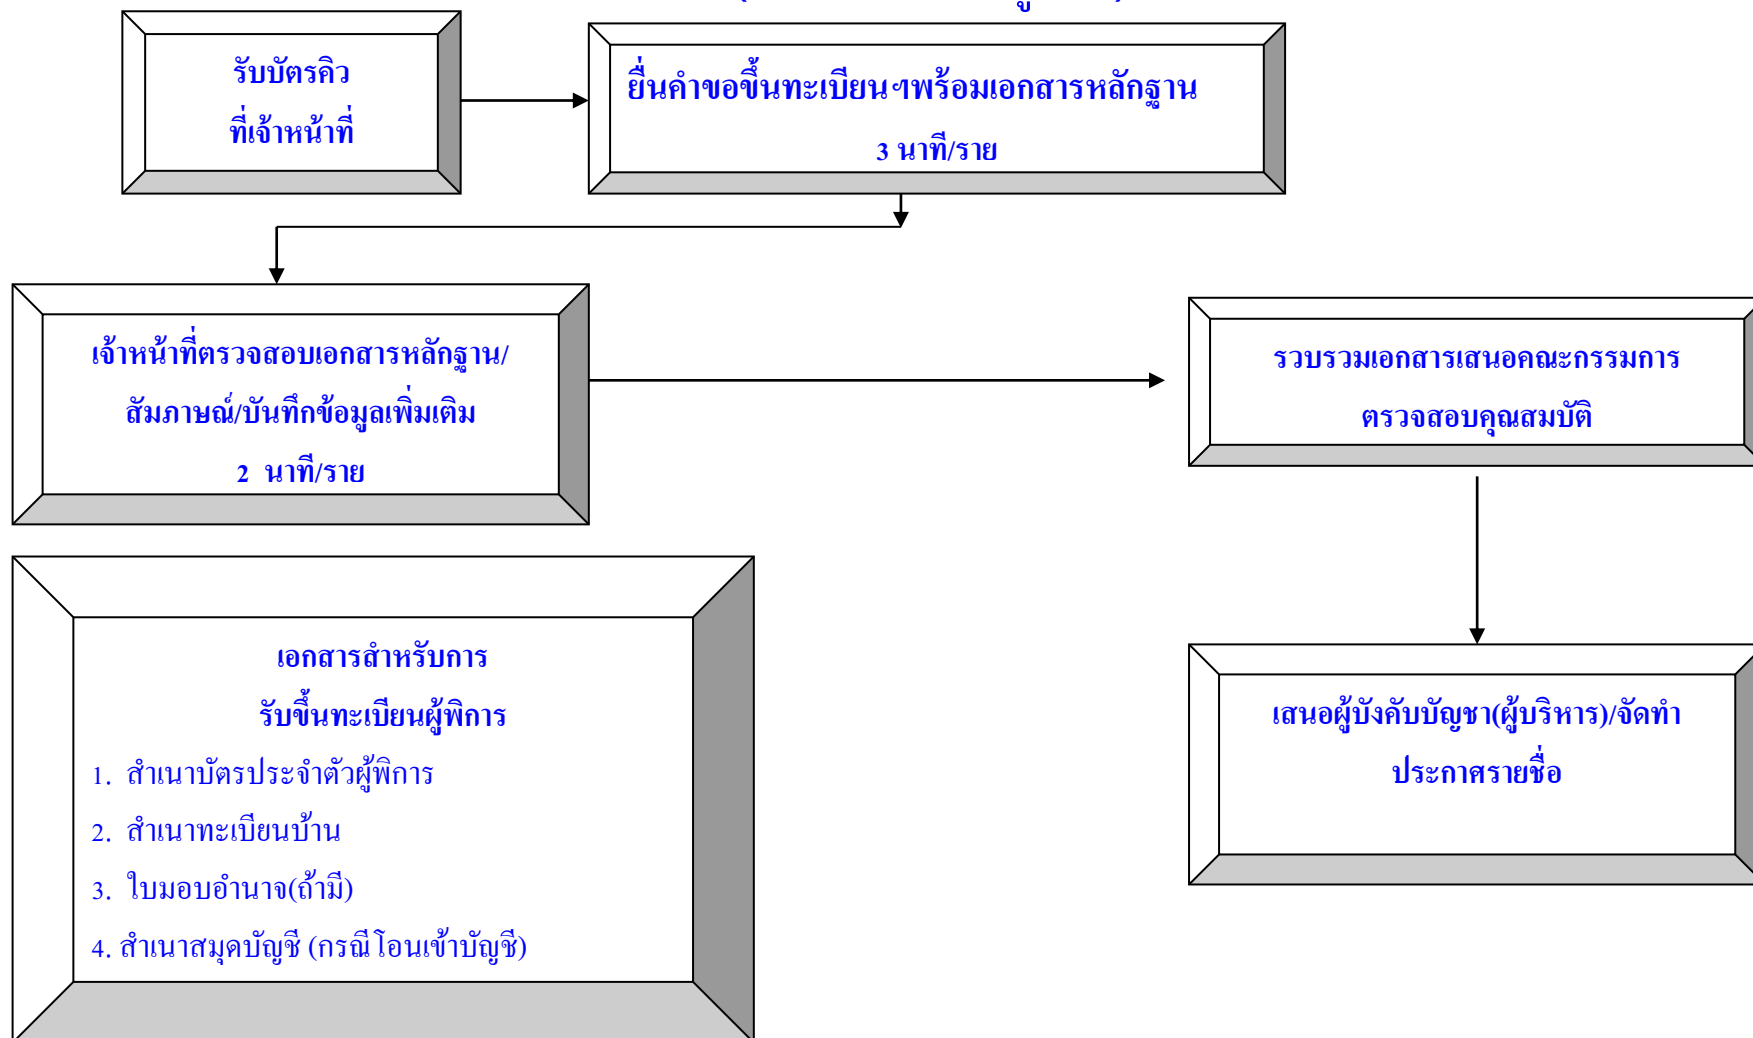 รับบัตรคิว
ที่เจ้าหน้าที่
ยื่นคำขอขึ้นทะเบียนฯพร้อมเอกสารหลักฐาน
3 นาที/ราย
เจ้าหน้าที่ตรวจสอบเอกสารหลักฐาน/
สัมภาษณ์/บันทึกข้อมูลเพิ่มเติม
2 นาที/ราย
รวบรวมเอกสารเสนอคณะกรรมการ
ตรวจสอบคุณสมบัติ
เอกสารสำหรับการ
รับขึ้นทะเบียนผู้พิการ
1. สำเนาบัตรประจำตัวผู้พิการ
2. สำเนาทะเบียนบ้าน
3. ใบมอบอำนาจ(ถ้ามี)
4. สำเนาสมุดบัญชี (กรณีโอนเข้าบัญชี)
เสนอผู้บังคับบัญชา(ผู้บริหาร)/จัดทำ
ประกาศรายชื่อ